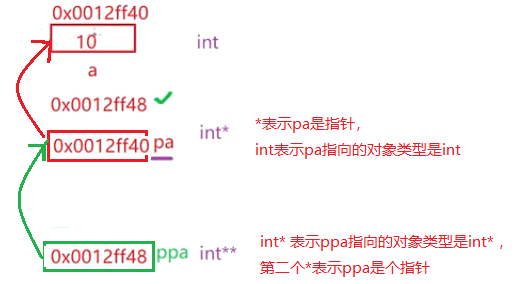 0x0012ff40
10 int
a
0x0012ff48
0x0012ff40 pa int* *表示pa是指针,
int表示pa指向的对象类型是int
0x0012ff48 ppa int** int* 表示ppa指向的对象类型是int* ,
第二个*表示ppa是个指针